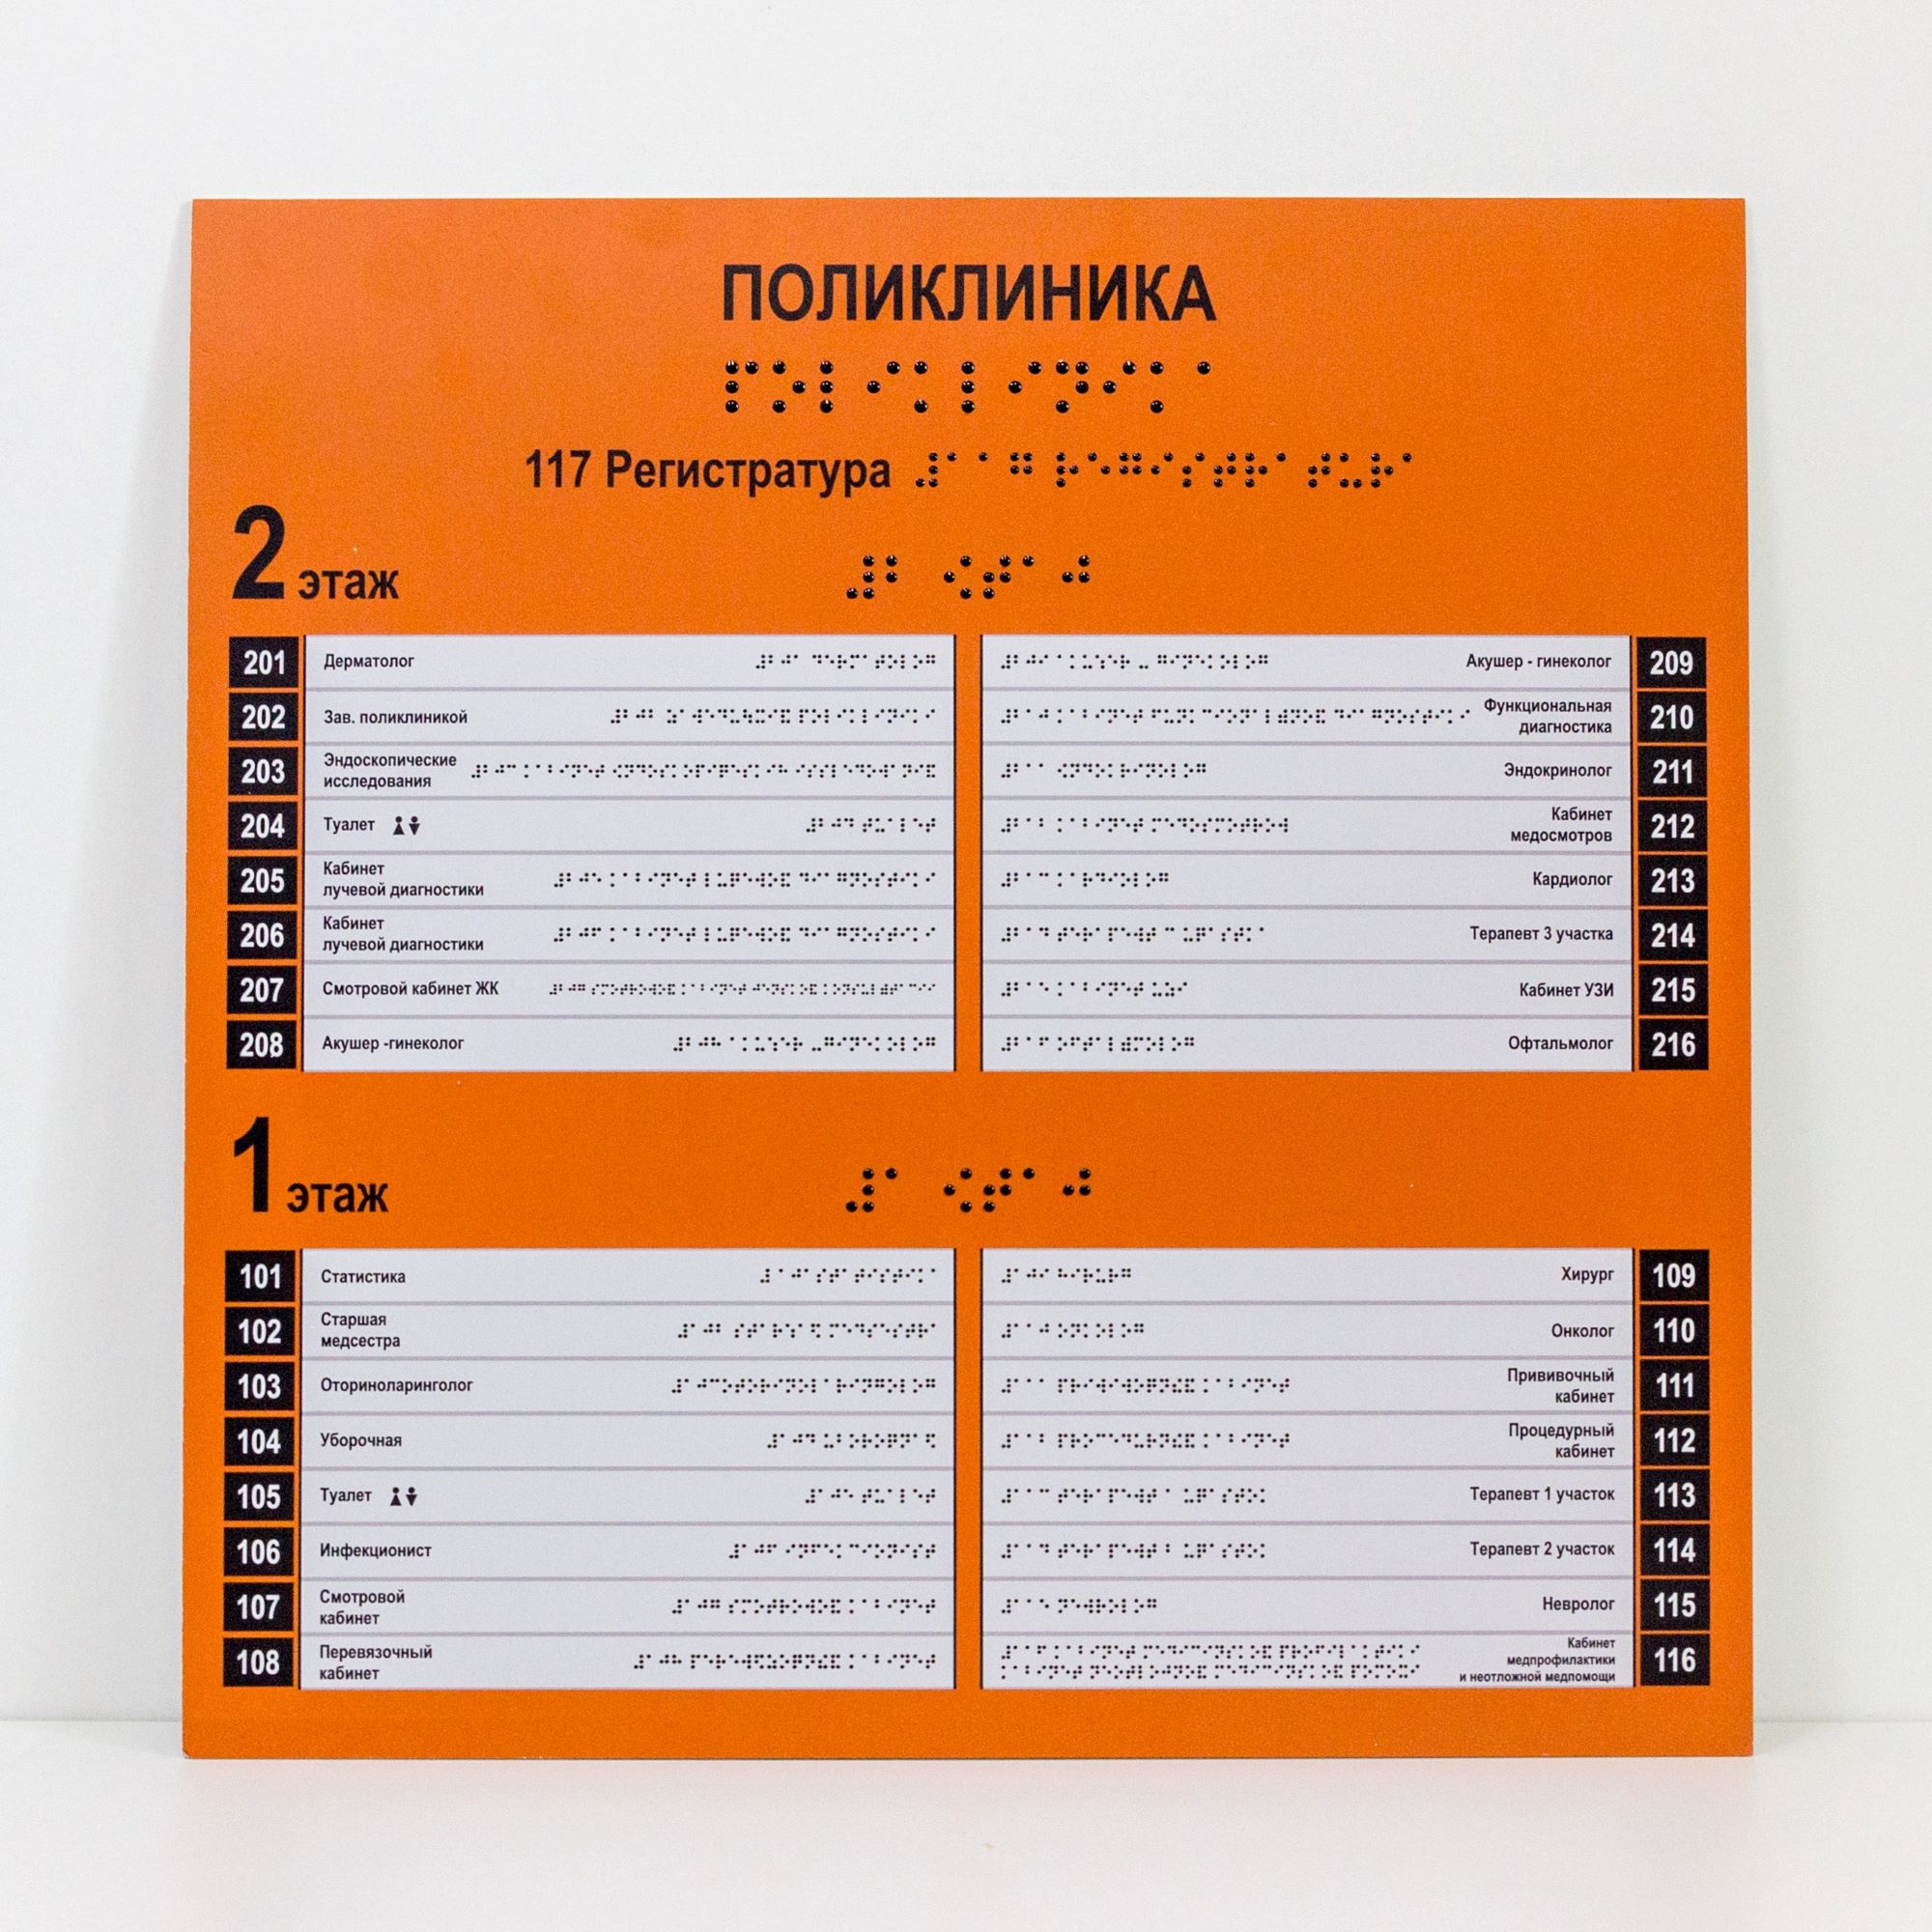 ПОЛИКЛИНИКА
117 Регистратура
2 этаж
201 Дерматолог
202 Зав. поликлиникой
203 Эндоскопические
исследования
204 Туалет
205 Кабинет
лучевой диагностики
206 Кабинет
лучевой диагностики
207 Смотровой кабинет ЖК
208 Акушер -гинеколог
Акушер - гинеколог 209
Функциональная
диагностика 210
Эндокринолог 211
Кабинет
медосмотров 212
Кардиолог 213
Терапевт 3 участка 214
Кабинет УЗИ 215
Офтальмолог 216
1 этаж
101 Статистика
102 Старшая
медсестра
103 Оториноларинголог
104 Уборочная
105 Туалет
106 Инфекционист
107 Смотровой
кабинет
108 Перевязочный
кабинет
Хирург 109
Онколог 110
Прививочный
кабинет 111
Процедурный
кабинет 112
Терапевт 1 участок 113
Терапевт 2 участок 114
Невролог 115
Кабинет
медпрофилактики
и неотложной медпомощи 116